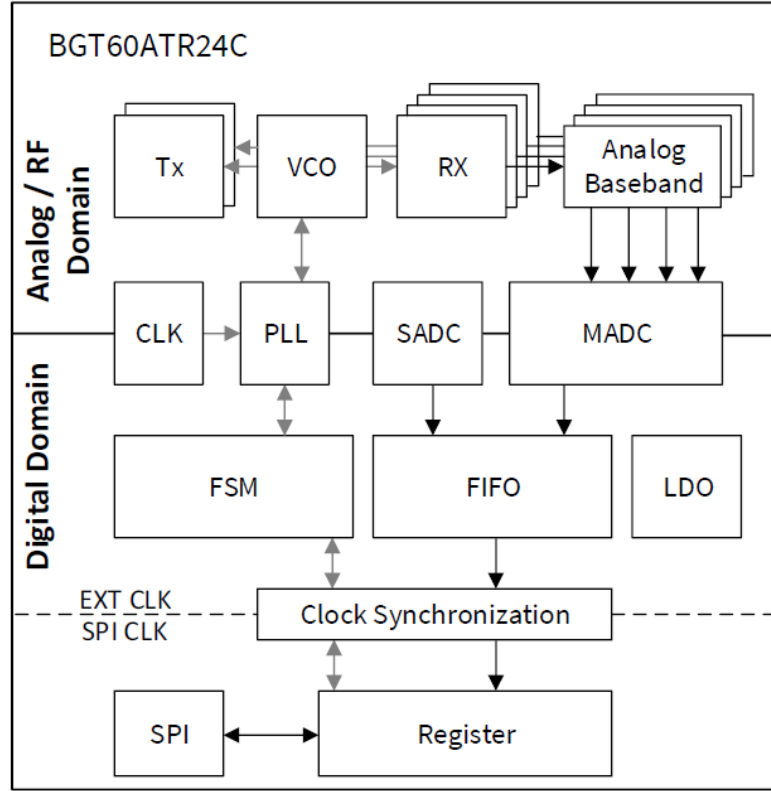 BGT60ATR24C
Analog / RF
Domain
Tx
VCO
RX
Analog
Baseband
CLK
PLL
SADC
MADC
Digital Domain
FSM
FIFO
LDO
EXT CLK
Clock Synchronization
SPI CLK
SPI
Register